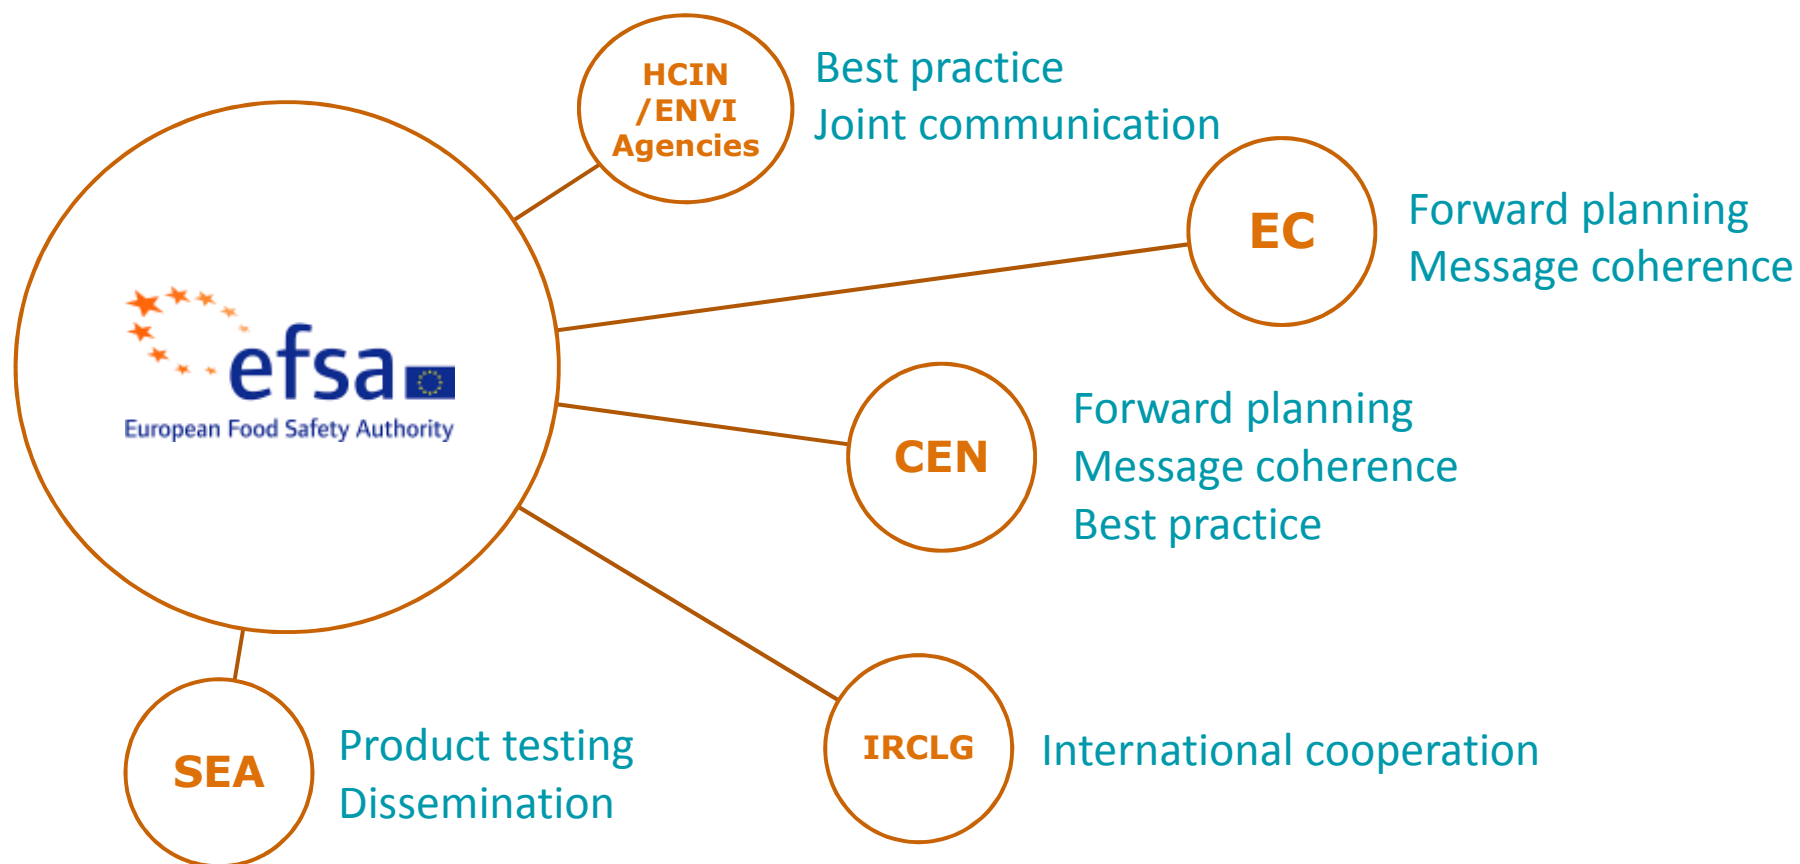 HCIN
/ENVI
Agencies
Best practice
Joint communication
EC
Forward planning
Message coherence
efsa
European Food Safety Authority
CEN
Forward planning
Message coherence
Best practice
SEA
Product testing
Dissemination
IRCLG
International cooperation